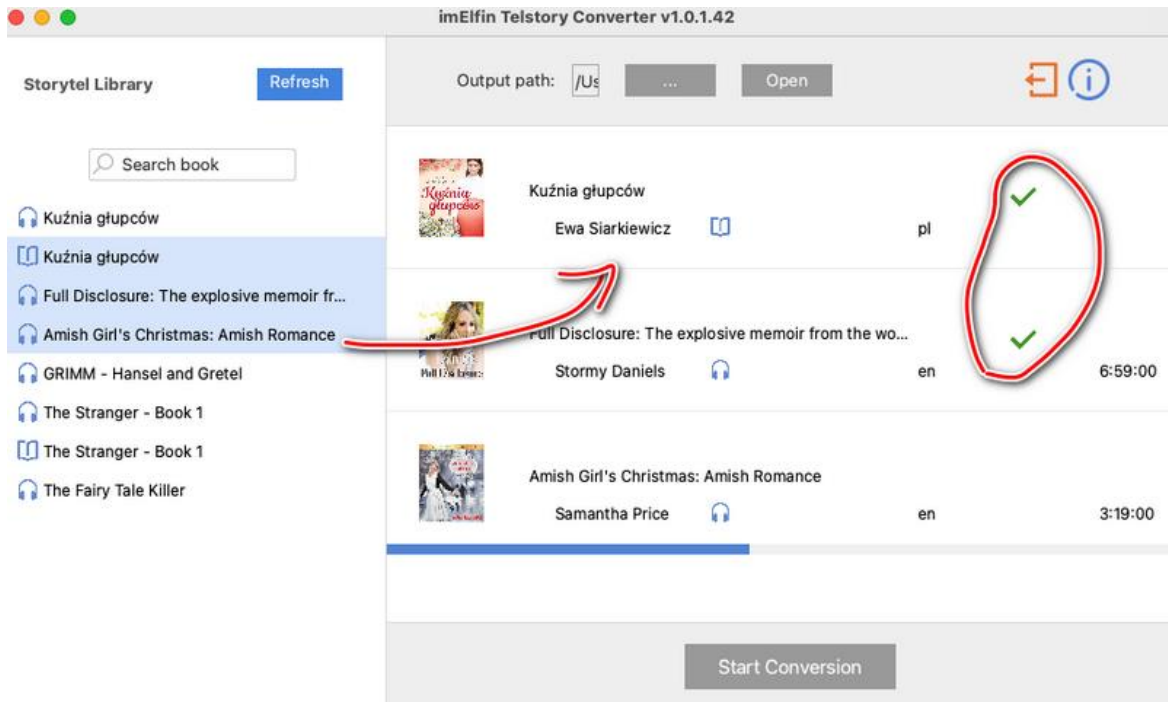 imElfin Telstory Converter v1.0.1.42
Storytel Library
Refresh
Output path:
/Us
...
Open
Search book
Kuźnia głupców
Kuźnia głupców
Full Disclosure: The explosive memoir fr...
Amish Girl's Christmas: Amish Romance
GRIMM - Hansel and Gretel
The Stranger - Book 1
The Stranger - Book 1
The Fairy Tale Killer
Kuźnia głupców
Kuźnia głupców
Ewa Siarkiewicz
pl
Full Disclosure: The explosive memoir from the wo...
Stormy Daniels
en
6:59:00
Amish Girl's Christmas: Amish Romance
Samantha Price
en
3:19:00
Start Conversion